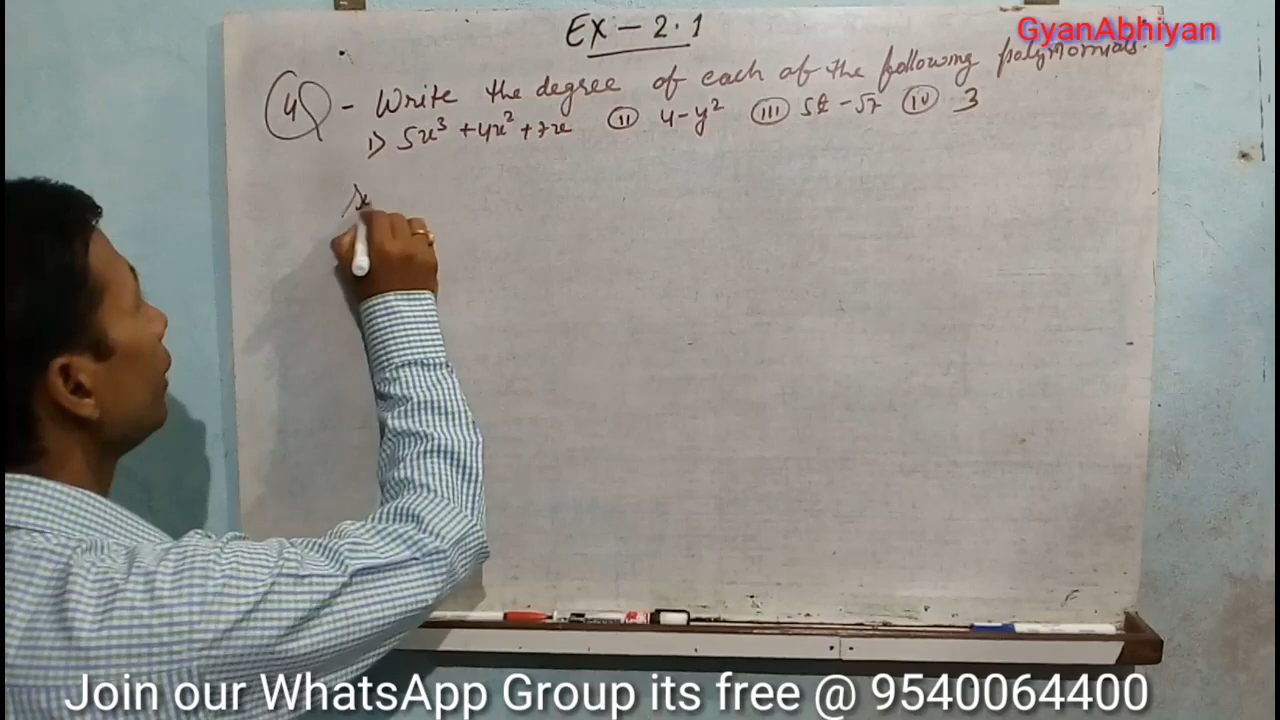 EX - 2.1
GyanAbhiyan
4Q - Write the degree of each of the following polynomials.
i) 5x³ + 4x² + 7x (ii) 4 - y² (iii) 5t - √7 (iv) 3
Join our WhatsApp Group its free @ 9540064400